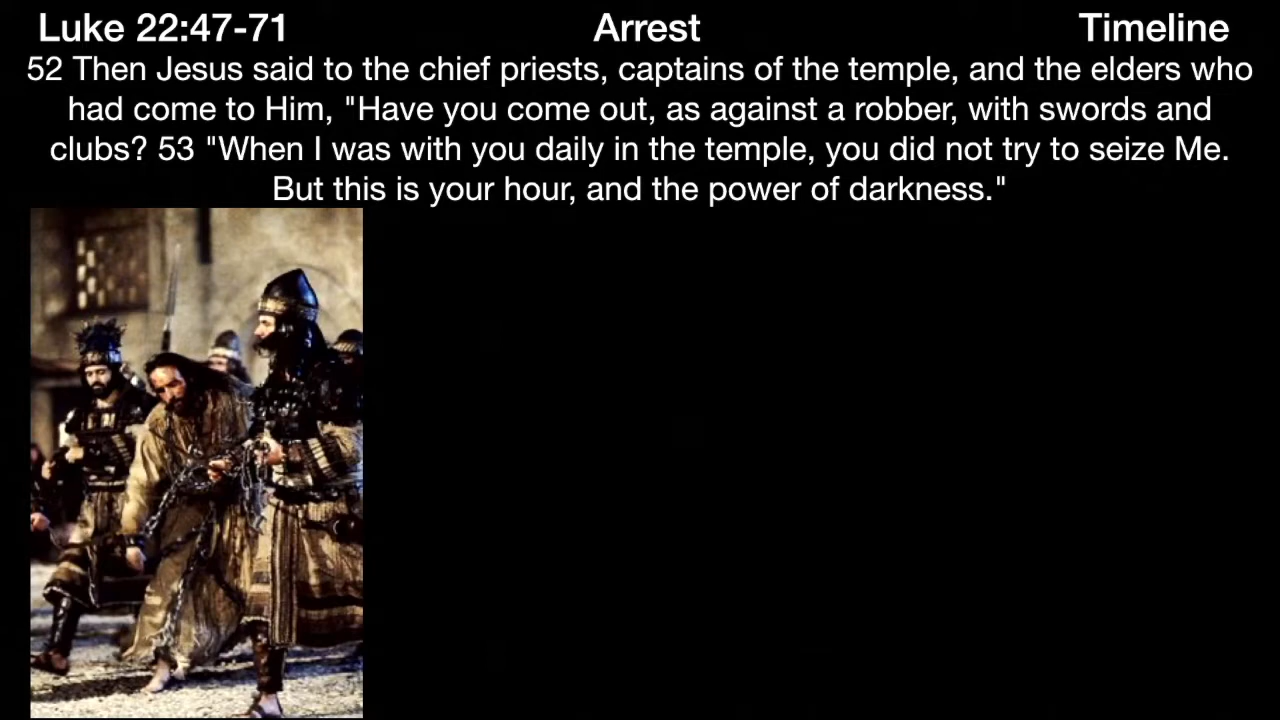 Luke 22:47-71 Arrest Timeline
52 Then Jesus said to the chief priests, captains of the temple, and the elders who
had come to Him, "Have you come out, as against a robber, with swords and
clubs? 53 "When I was with you daily in the temple, you did not try to seize Me.
But this is your hour, and the power of darkness."